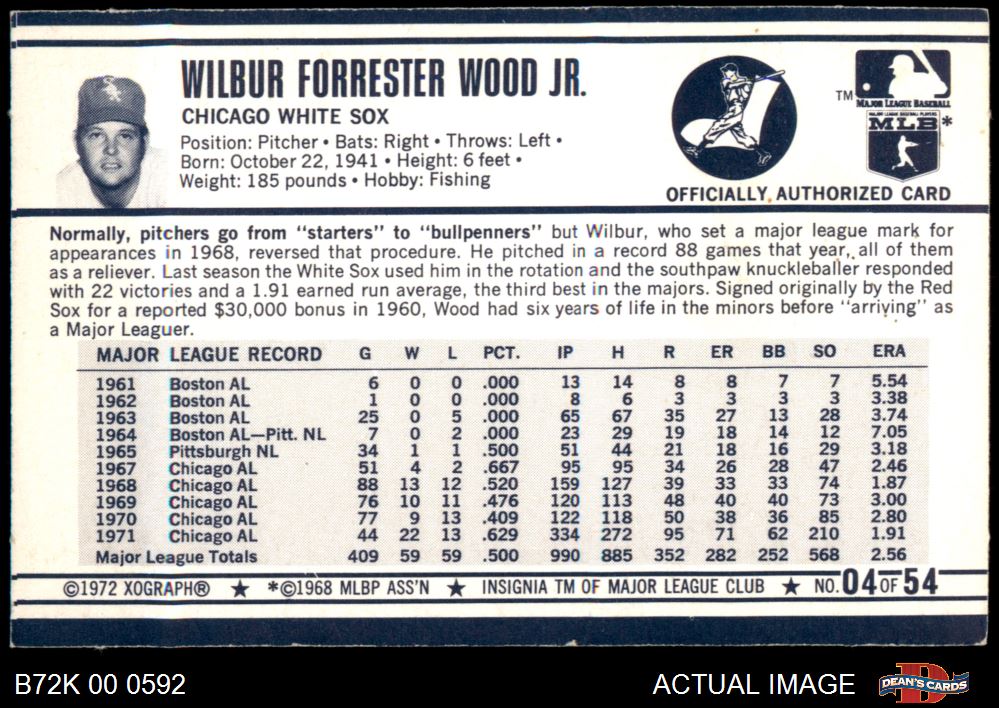 WILBUR FORRESTER WOOD JR.
CHICAGO WHITE SOX
Position: Pitcher • Bats: Right • Throws: Left •
Born: October 22, 1941 • Height: 6 feet •
Weight: 185 pounds • Hobby: Fishing
TM
MAJOR LEAGUE BASEBALL
MAJOR LEAGUE BASEBALL PLAYERS
MLB*
OFFICIALLY AUTHORIZED CARD
Normally, pitchers go from "starters" to "bullpenners" but Wilbur, who set a major league mark for
appearances in 1968, reversed that procedure. He pitched in a record 88 games that year, all of them
as a reliever. Last season the White Sox used him in the rotation and the southpaw knuckleballer responded
with 22 victories and a 1.91 earned run average, the third best in the majors. Signed originally by the Red
Sox for a reported $30,000 bonus in 1960, Wood had six years of life in the minors before "arriving" as
a Major Leaguer.
MAJOR LEAGUE RECORD G W L PCT. IP H R ER BB SO ERA
1961 Boston AL 6 0 0 .000 13 14 8 8 7 7 5.54
1962 Boston AL 1 0 0 .000 8 6 3 3 3 3 3.38
1963 Boston AL 25 0 5 .000 65 67 35 27 13 28 3.74
1964 Boston AL—Pitt. NL 7 0 2 .000 23 29 19 18 14 12 7.05
1965 Pittsburgh NL 34 1 1 .500 51 44 21 18 16 29 3.18
1967 Chicago AL 51 4 2 .667 95 95 34 26 28 47 2.46
1968 Chicago AL 88 13 12 .520 159 127 39 33 33 74 1.87
1969 Chicago AL 76 10 11 .476 120 113 48 40 40 73 3.00
1970 Chicago AL 77 9 13 .409 122 118 50 38 36 85 2.80
1971 Chicago AL 44 22 13 .629 334 272 95 71 62 210 1.91
Major League Totals 409 59 59 .500 990 885 352 282 252 568 2.56
©1972 XOGRAPH® ★ *©1968 MLBP ASS'N ★ INSIGNIA TM OF MAJOR LEAGUE CLUB ★ NO. 04 OF 54
B72K 00 0592
ACTUAL IMAGE
DEAN'S CARDS